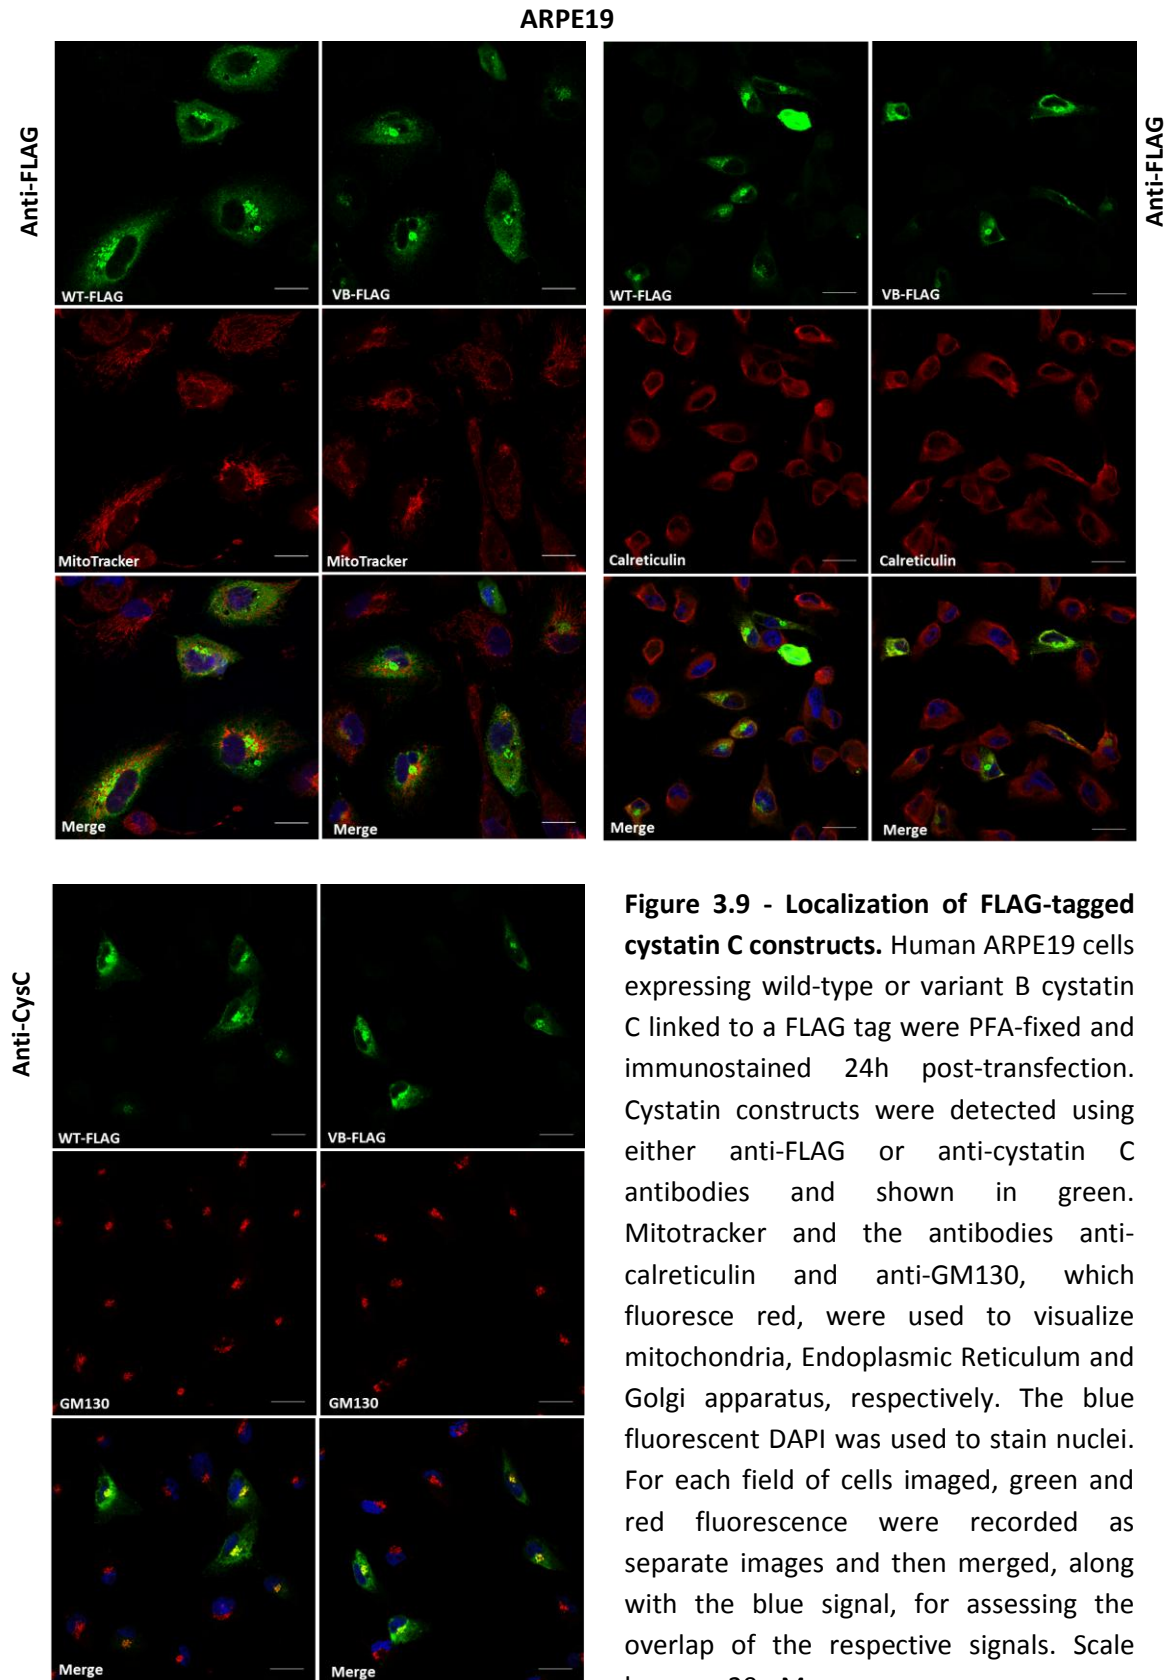 ARPE19
Anti-FLAG
Anti-FLAG
WT-FLAG
VB-FLAG
WT-FLAG
VB-FLAG
MitoTracker
MitoTracker
Calreticulin
Calreticulin
Merge
Merge
Merge
Merge
Anti-CysC
WT-FLAG
VB-FLAG
GM130
GM130
Merge
Merge
Figure 3.9 - Localization of FLAG-tagged
cystatin C constructs. Human ARPE19 cells
expressing wild-type or variant B cystatin
C linked to a FLAG tag were PFA-fixed and
immunostained 24h post-transfection.
Cystatin constructs were detected using
either anti-FLAG or anti-cystatin C
antibodies and shown in green.
Mitotracker and the antibodies anti-
calreticulin and anti-GM130, which
fluoresce red, were used to visualize
mitochondria, Endoplasmic Reticulum and
Golgi apparatus, respectively. The blue
fluorescent DAPI was used to stain nuclei.
For each field of cells imaged, green and
red fluorescence were recorded as
separate images and then merged, along
with the blue signal, for assessing the
overlap of the respective signals. Scale